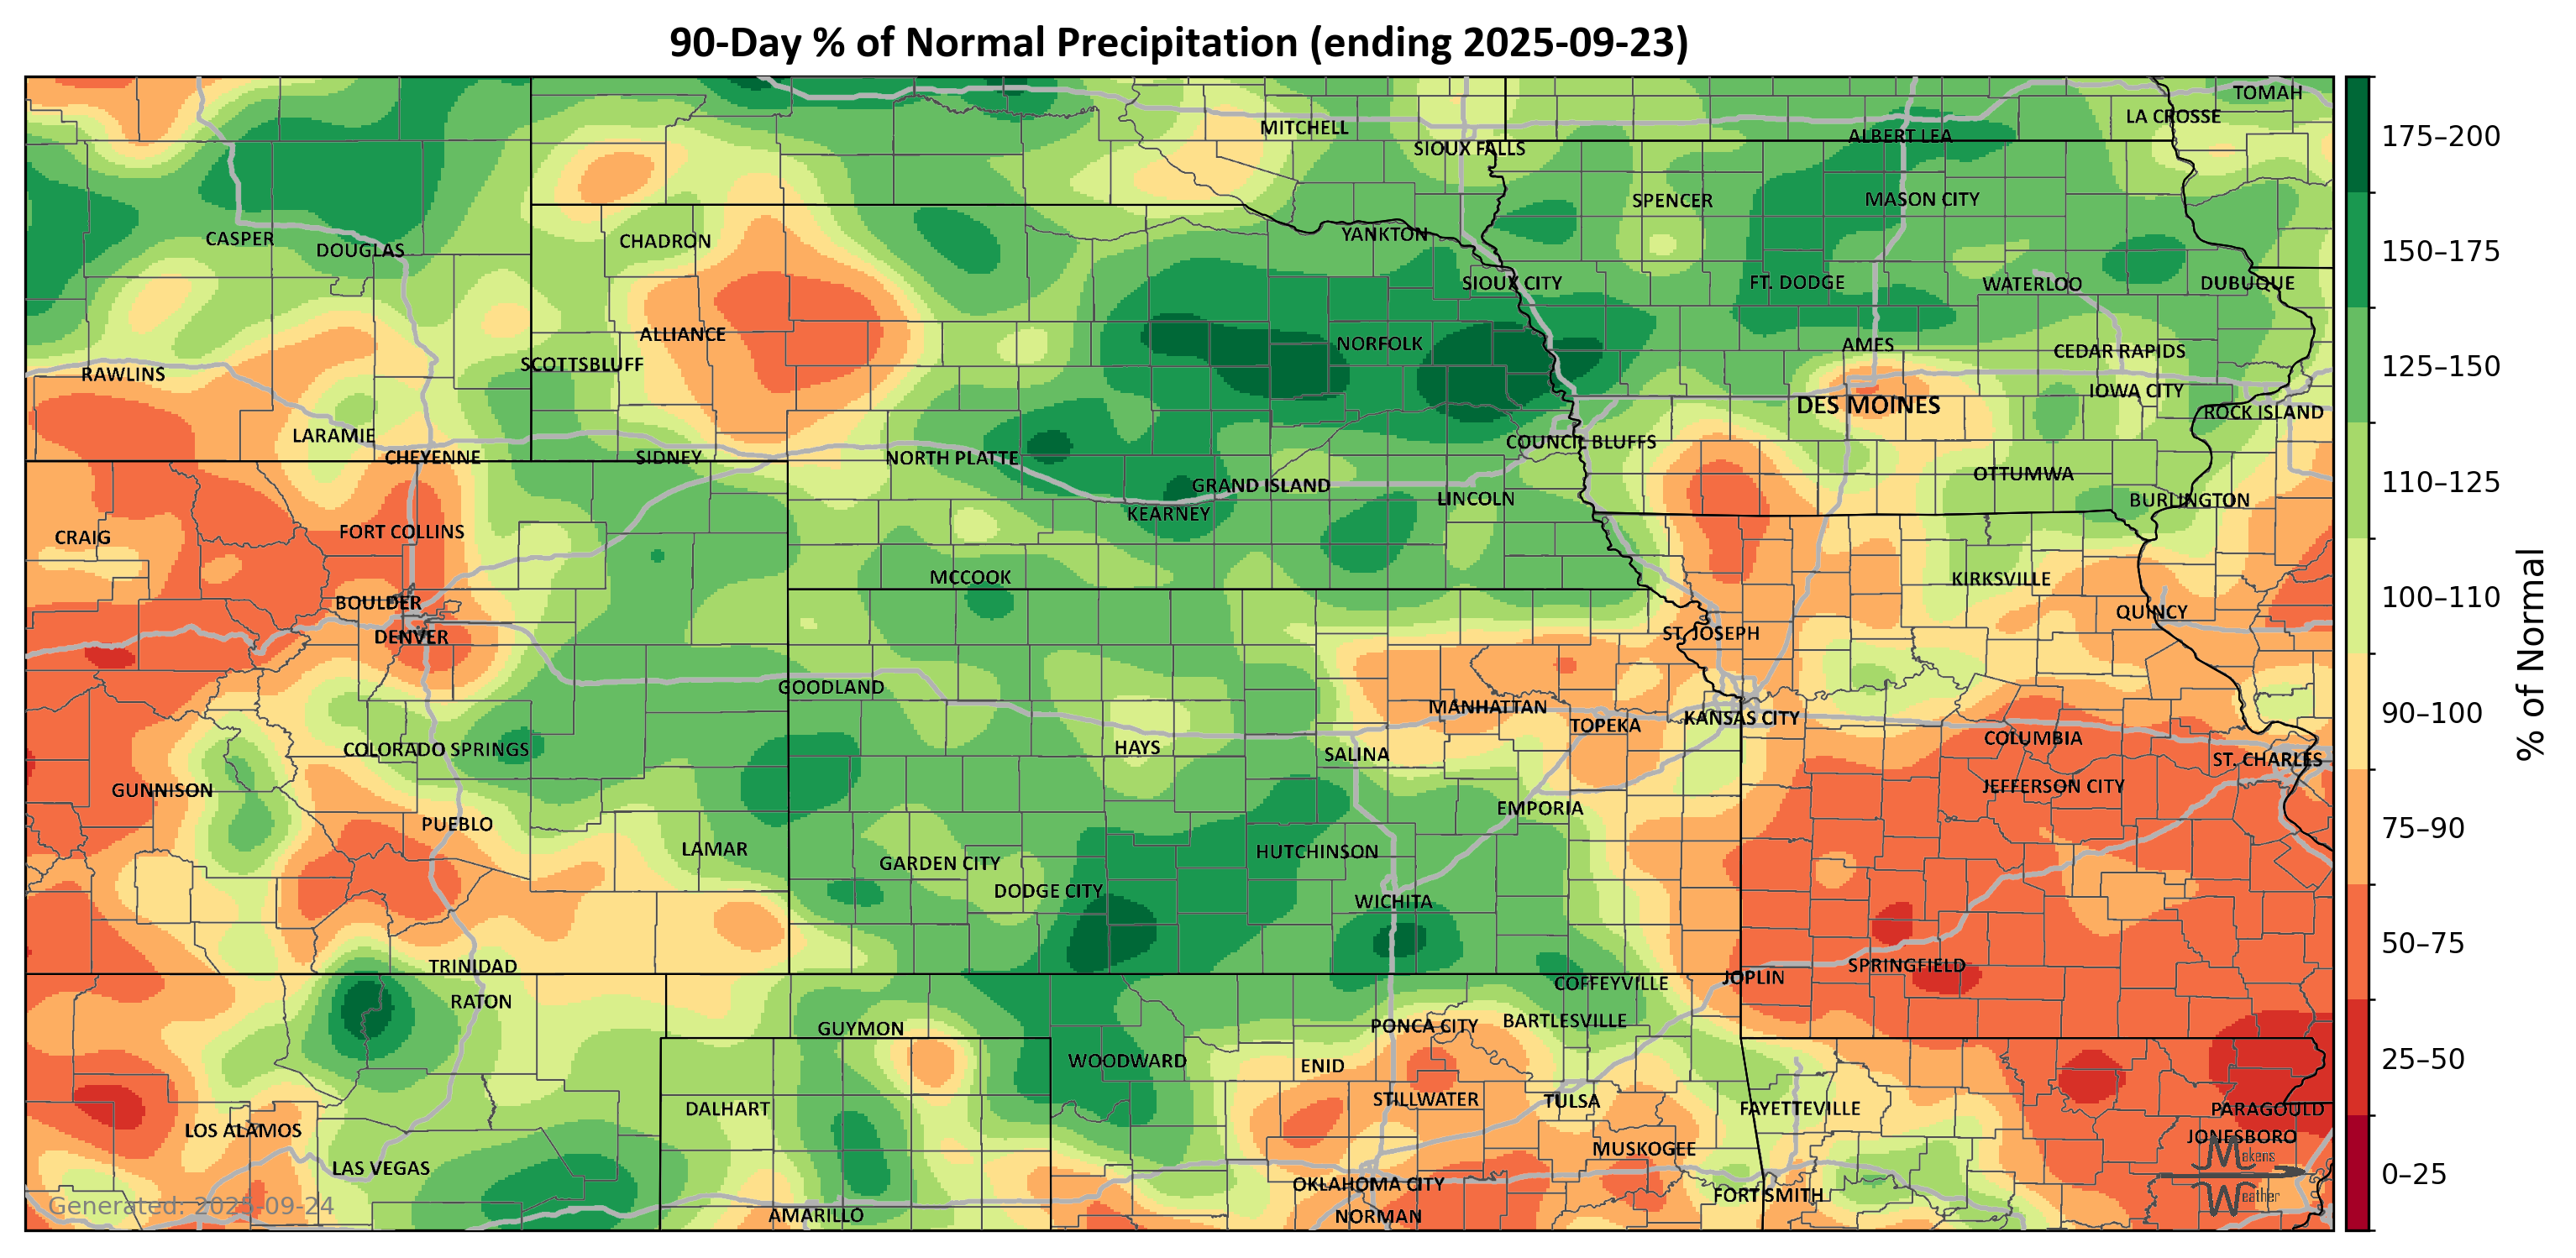 90-Day % of Normal Precipitation (ending 2025-09-23)
TOMAH
LA CROSSE
MITCHELL
ALBERT LEA
SIOUX FALLS
SPENCER
MASON CITY
YANKTON
CASPER
CHADRON
DOUGLAS
SIOUX CITY
FT. DODGE
WATERLOO
DUBUQUE
ALLIANCE
NORFOLK
AMES
CEDAR RAPIDS
SCOTTSBLUFF
RAWLINS
IOWA CITY
DES MOINES
ROCK ISLAND
LARAMIE
COUNCIL BLUFFS
CHEYENNE
SIDNEY
NORTH PLATTE
OTTUMWA
GRAND ISLAND
LINCOLN
BURLINGTON
KEARNEY
FORT COLLINS
CRAIG
MCCOOK
KIRKSVILLE
BOULDER
QUINCY
DENVER
ST. JOSEPH
GOODLAND
MANHATTAN
KANSAS CITY
TOPEKA
COLUMBIA
COLORADO SPRINGS
HAYS
SALINA
ST. CHARLES
GUNNISON
JEFFERSON CITY
EMPORIA
PUEBLO
LAMAR
HUTCHINSON
GARDEN CITY
DODGE CITY
WICHITA
TRINIDAD
SPRINGFIELD
JOPLIN
COFFEYVILLE
RATON
GUYMON
PONCA CITY
BARTLESVILLE
WOODWARD
ENID
STILLWATER
TULSA
DALHART
FAYETTEVILLE
PARAGOULD
LOS ALAMOS
JONESBORO
MUSKOGEE
LAS VEGAS
OKLAHOMA CITY
FORT SMITH
AMARILLO
NORMAN
Makens
Weather
Generated: 2025-09-24
175–200
150–175
125–150
110–125
100–110
90–100
75–90
50–75
25–50
0–25
% of Normal